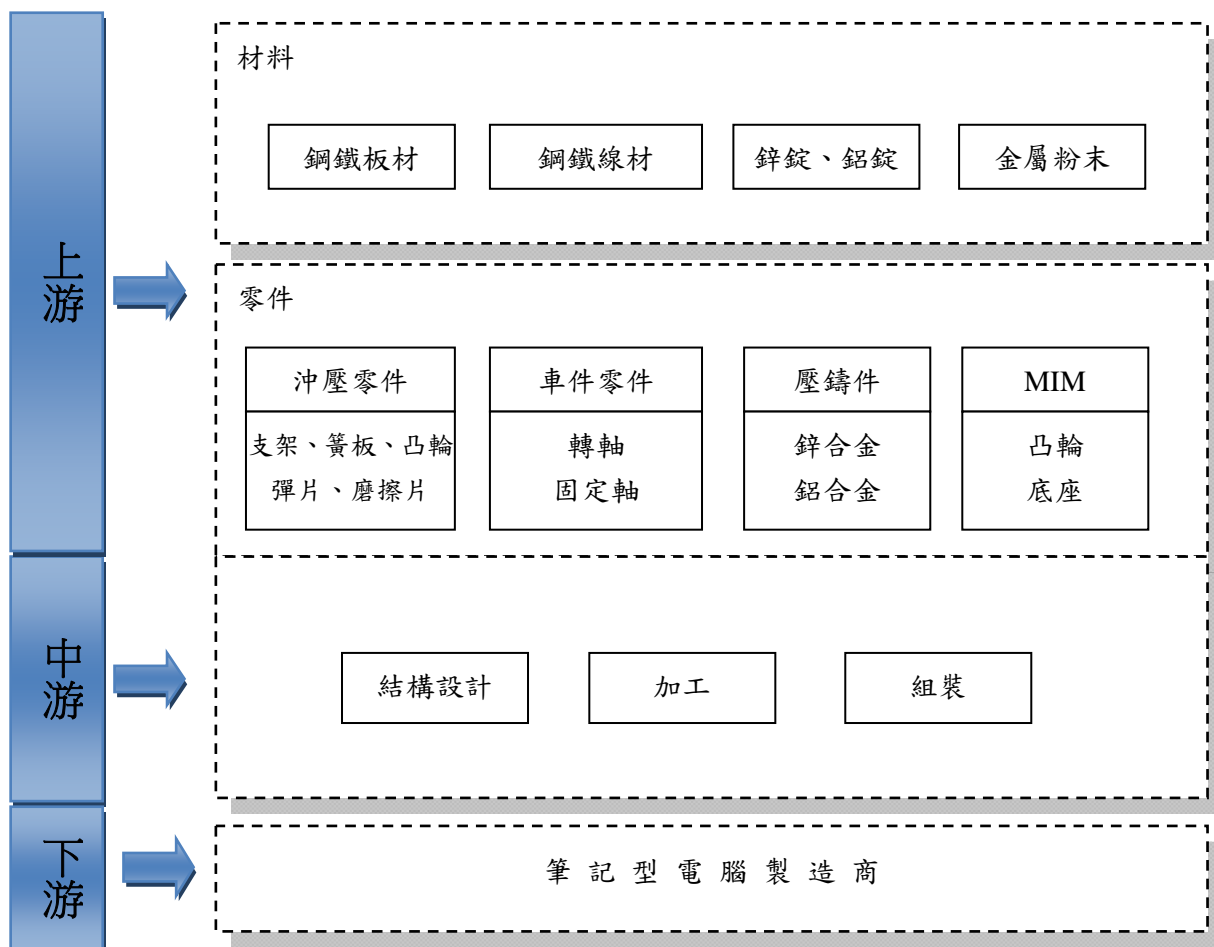 上游
材料
鋼鐵板材
鋼鐵線材
鋅錠、鋁錠
金屬粉末
零件
沖壓零件
支架、簧板、凸輪
彈片、磨擦片
車件零件
轉軸
固定軸
壓鑄件
鋅合金
鋁合金
MIM
凸輪
底座
中游
結構設計
加工
組裝
下游
筆記型電腦製造商